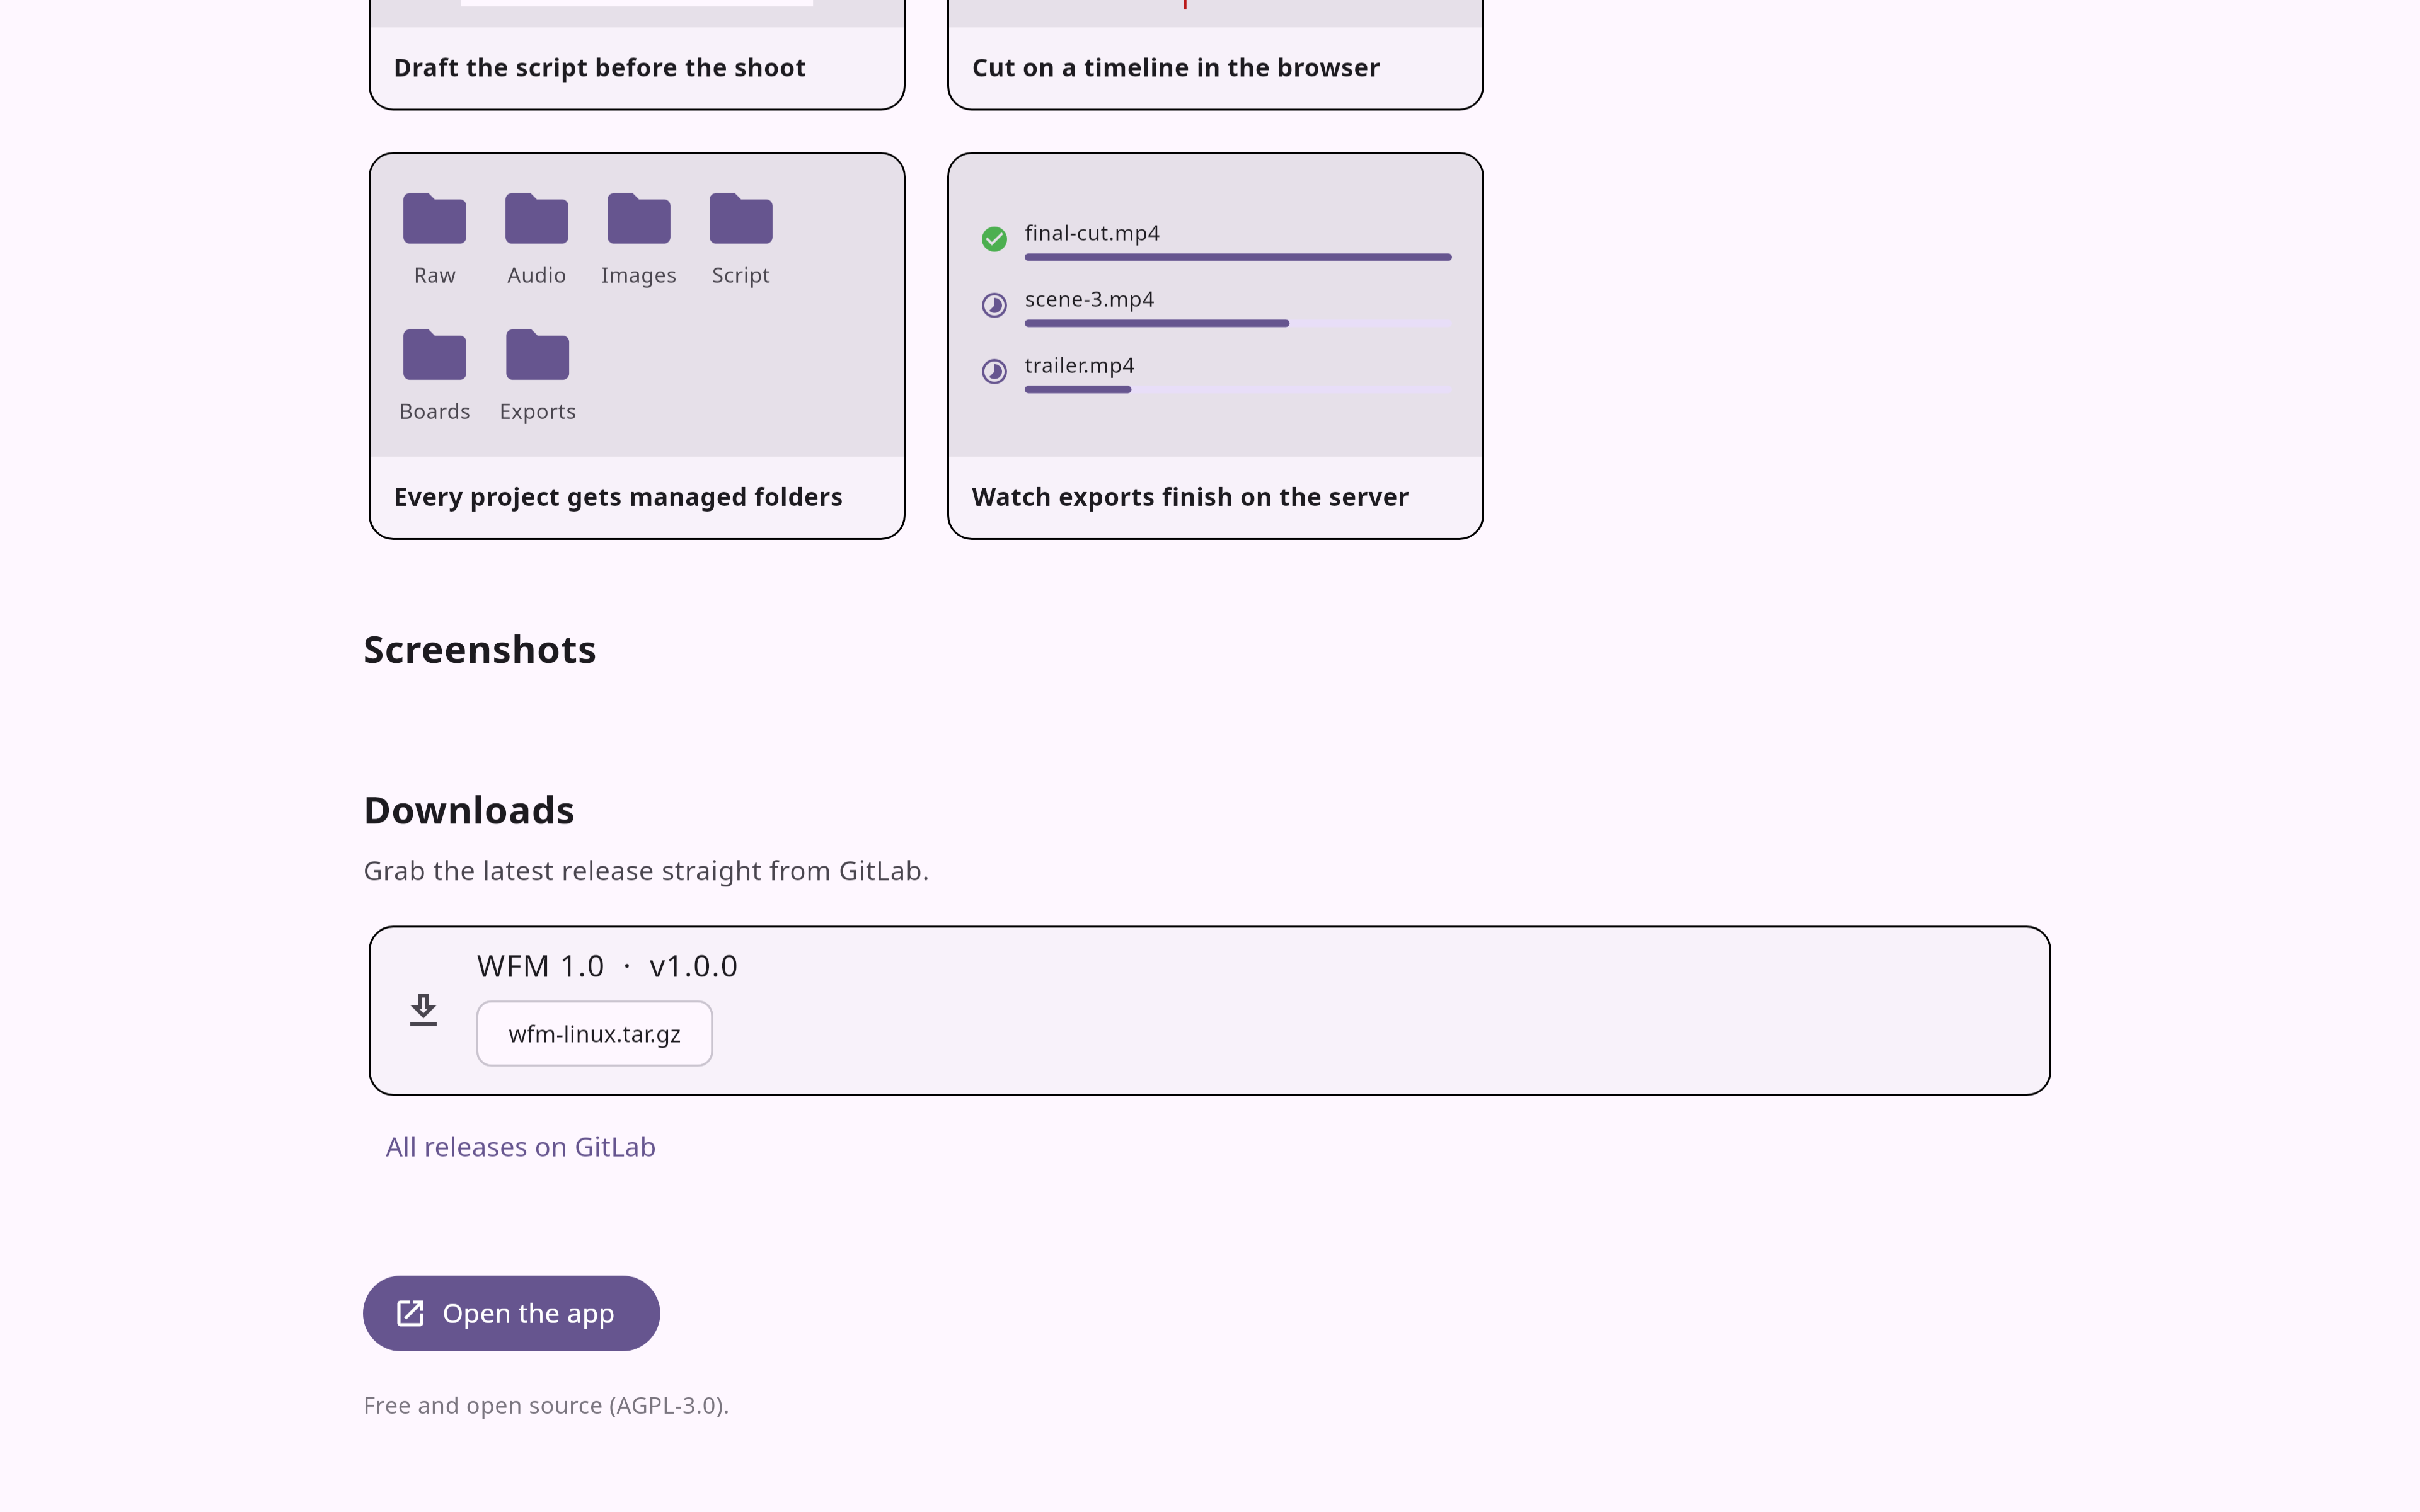 Draft the script before the shoot
Cut on a timeline in the browser
Raw
Audio
Images
Script
Boards
Exports
Every project gets managed folders
final-cut.mp4
scene-3.mp4
trailer.mp4
Watch exports finish on the server
Screenshots
Downloads
Grab the latest release straight from GitLab.
WFM 1.0 · v1.0.0
wfm-linux.tar.gz
All releases on GitLab
Open the app
Free and open source (AGPL-3.0).